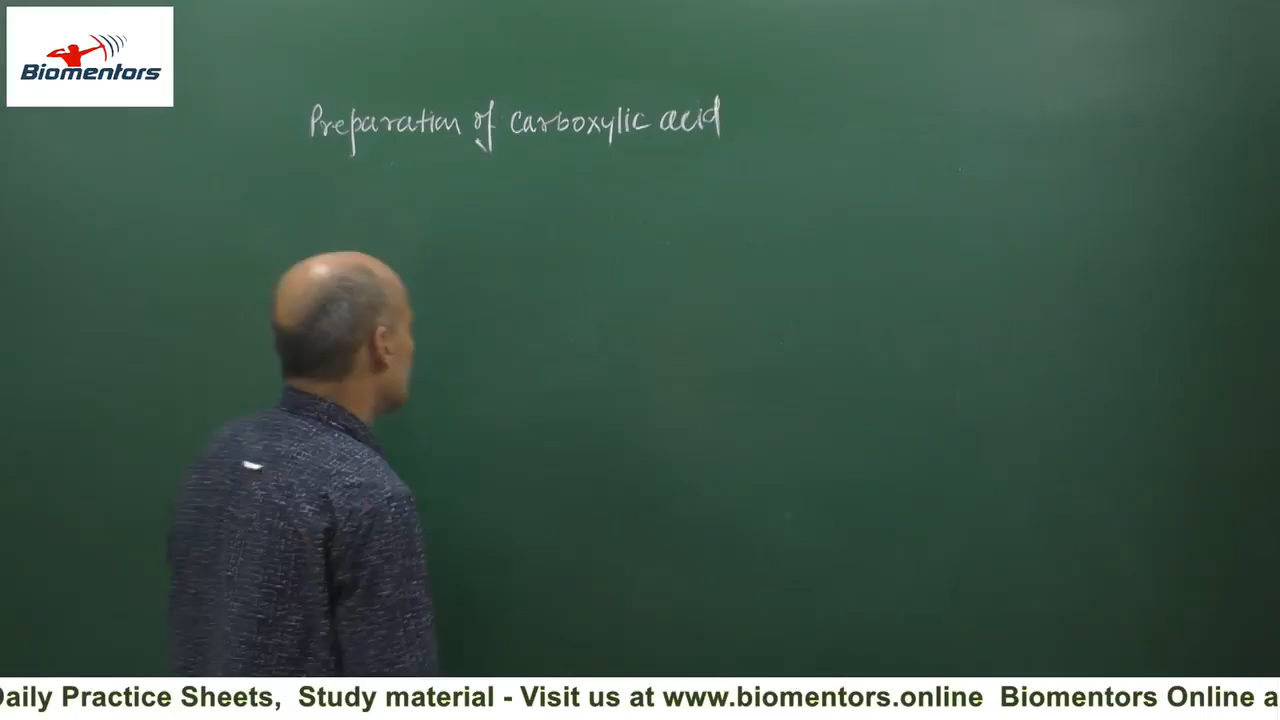 Biomentors
Preparation of carboxylic acid
Daily Practice Sheets, Study material - Visit us at www.biomentors.online Biomentors Online a